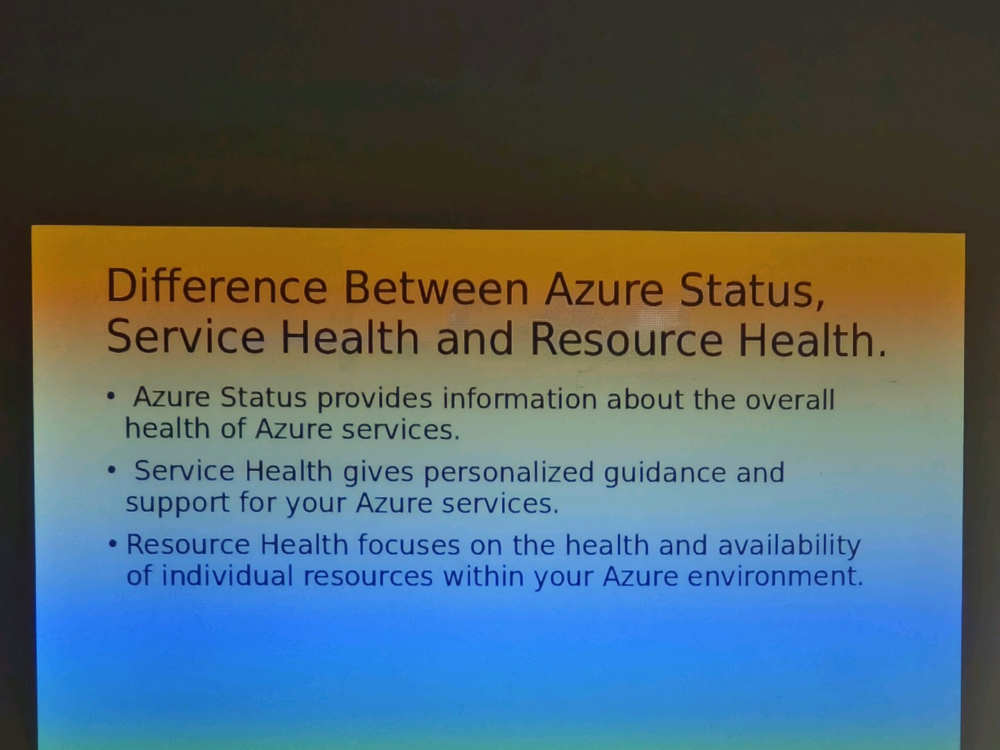 Difference Between Azure Status,
Service Health and Resource Health.
• Azure Status provides information about the overall
health of Azure services.
• Service Health gives personalized guidance and
support for your Azure services.
• Resource Health focuses on the health and availability
of individual resources within your Azure environment.